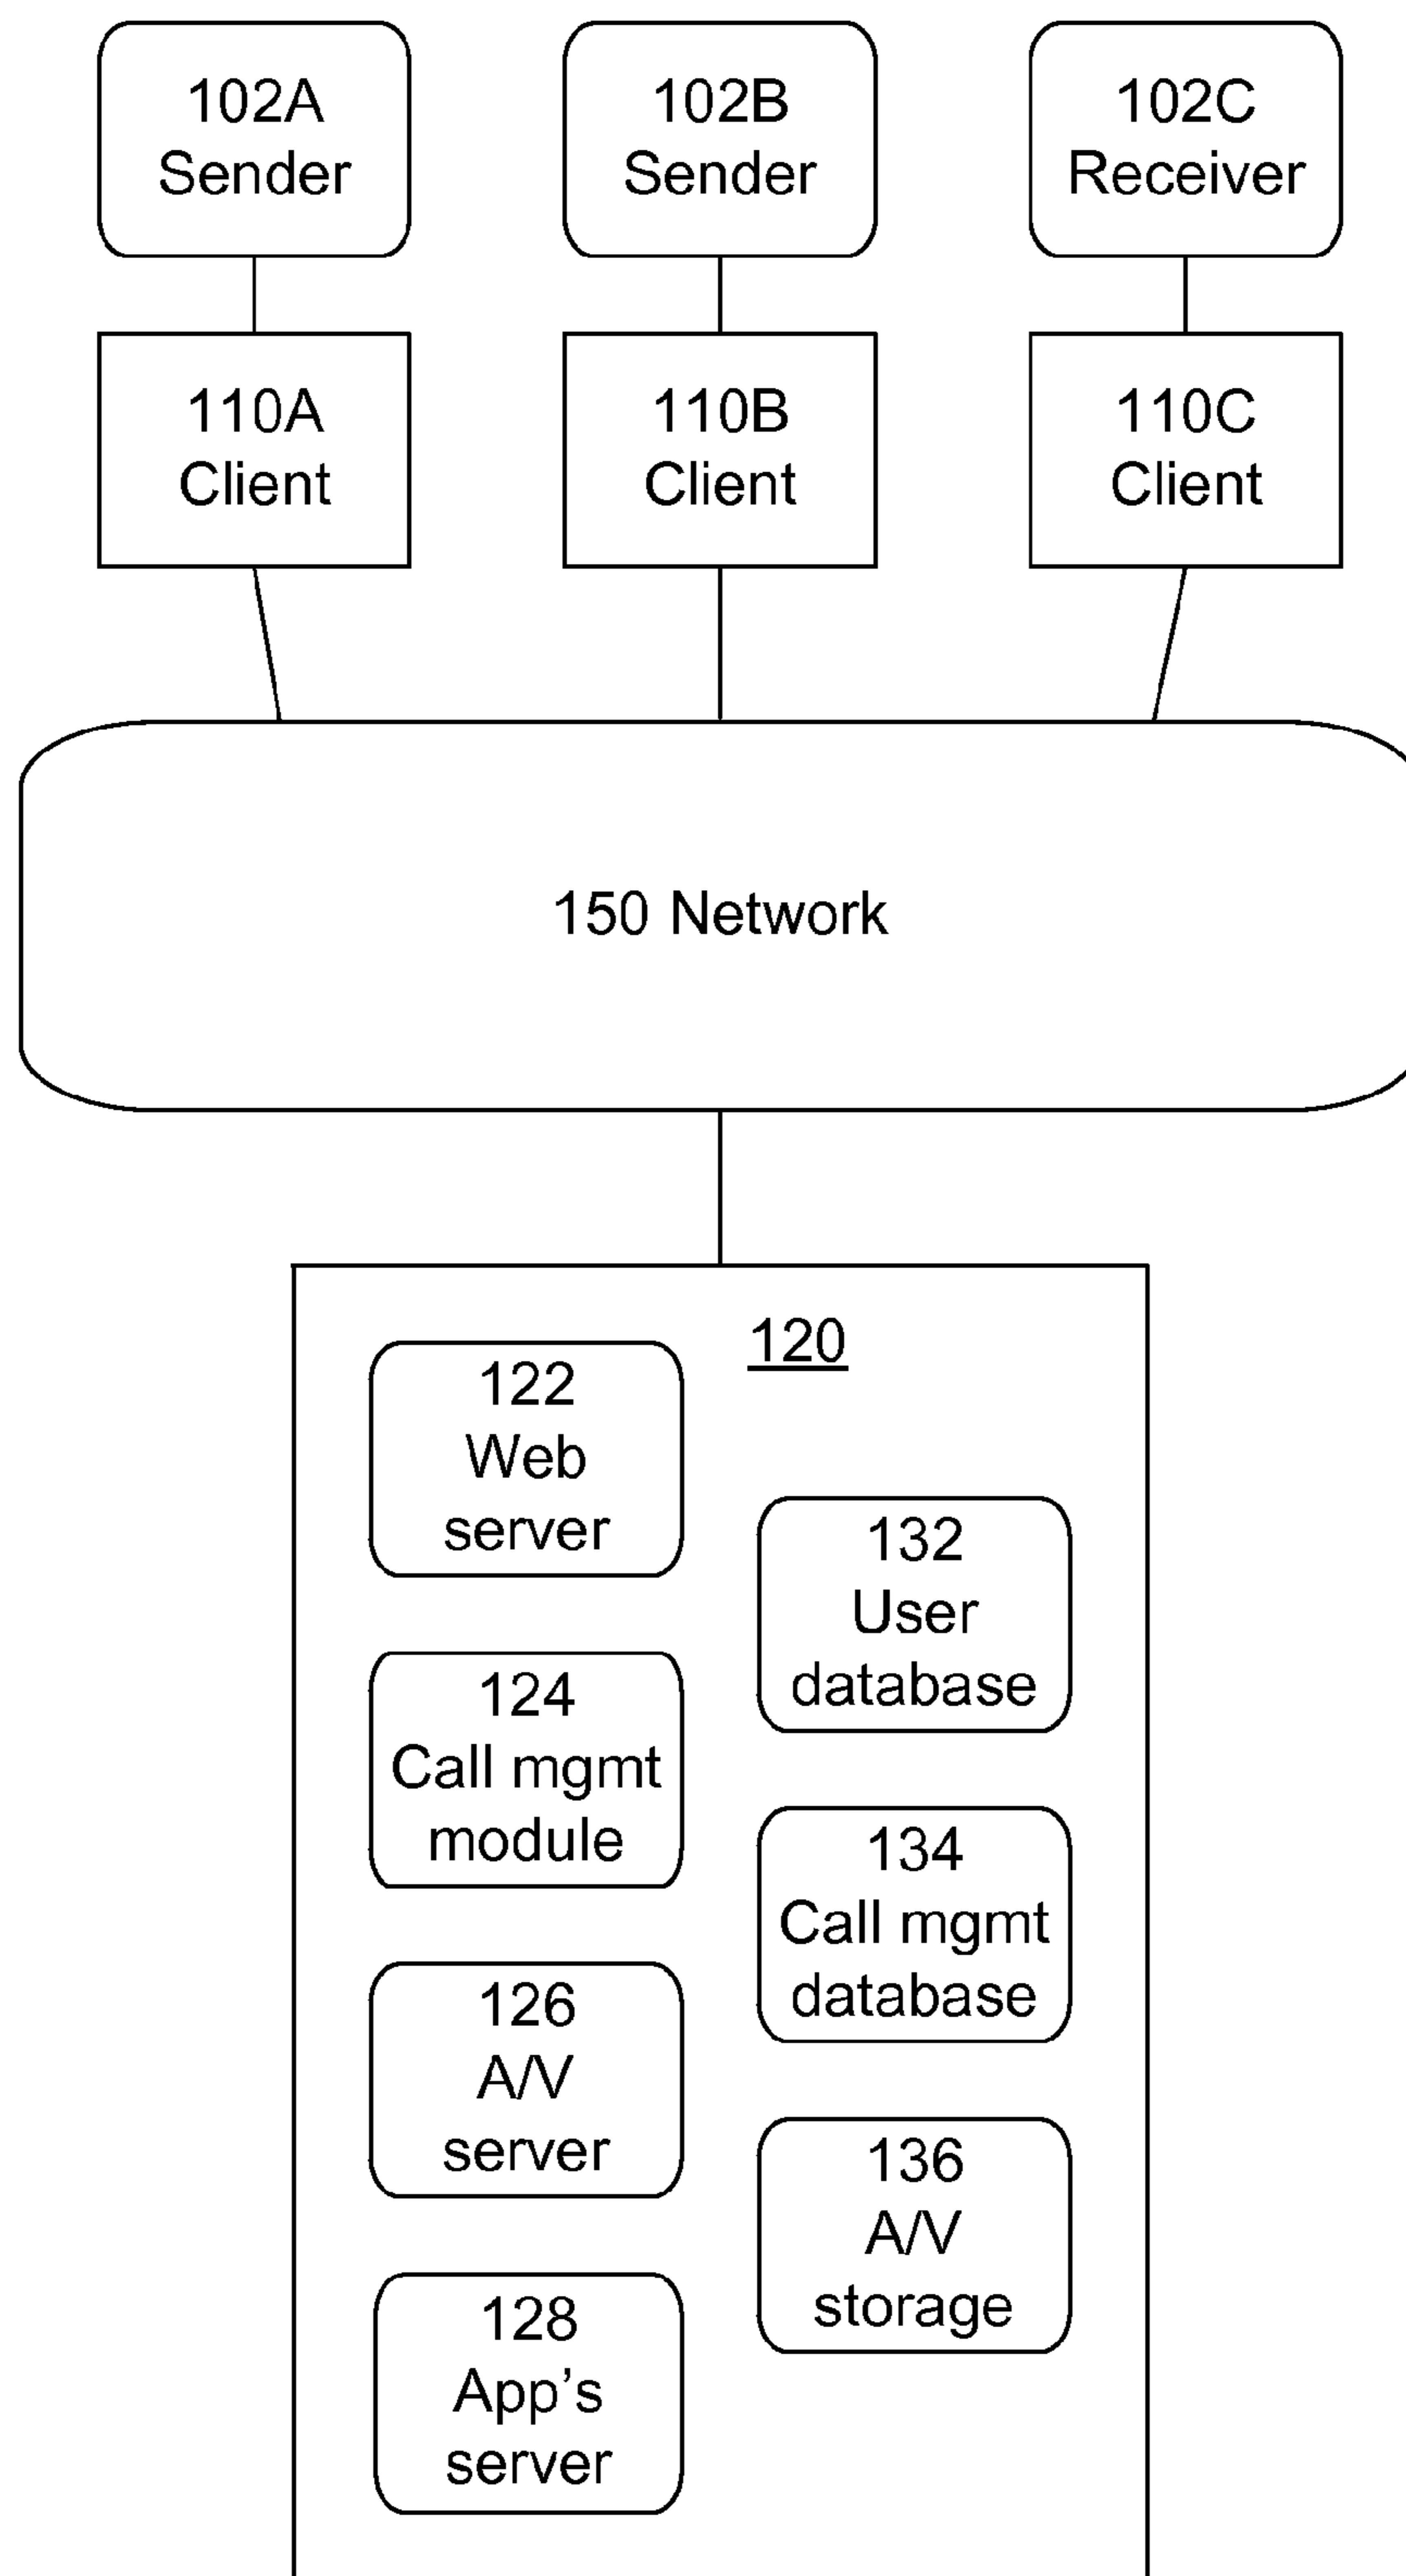 102A
Sender
102B
Sender
102C
Receiver
110A
Client
110B
Client
110C
Client
150 Network
120
122
Web
server
132
User
database
124
Call mgmt
module
134
Call mgmt
database
126
A/V
server
136
A/V
storage
128
App’s
server